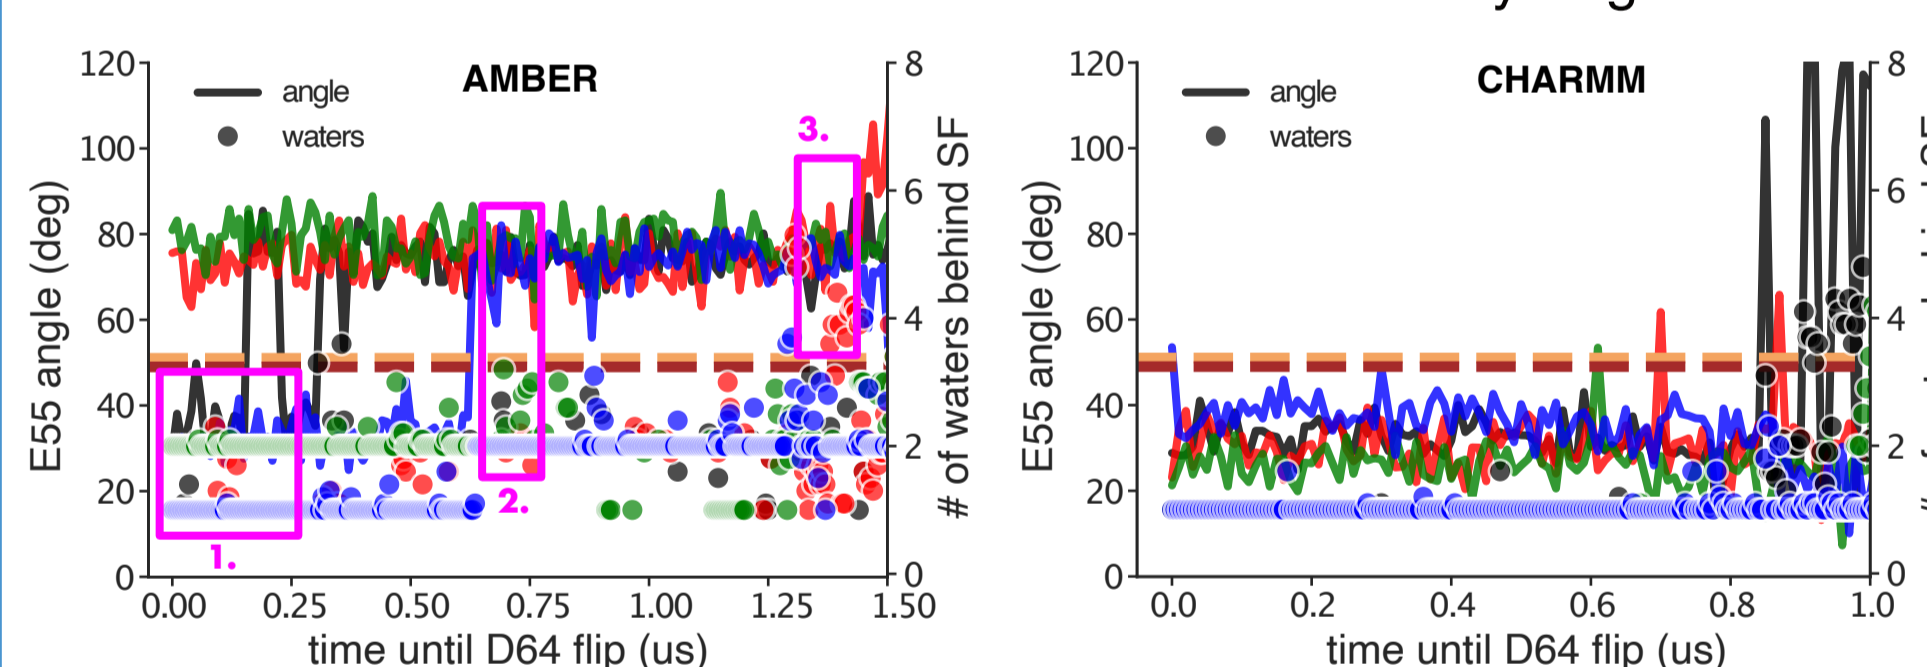 AMBER
angle
waters
120
100
80
60
40
20
0
E55 angle (deg)
8
6
4
2
0
# of waters behind SF
1.
2.
3.
0.00 0.25 0.50 0.75 1.00 1.25 1.50
time until D64 flip (us)
CHARMM
angle
waters
120
100
80
60
40
20
0
E55 angle (deg)
8
6
4
2
0
0.0 0.2 0.4 0.6 0.8 1.0
time until D64 flip (us)